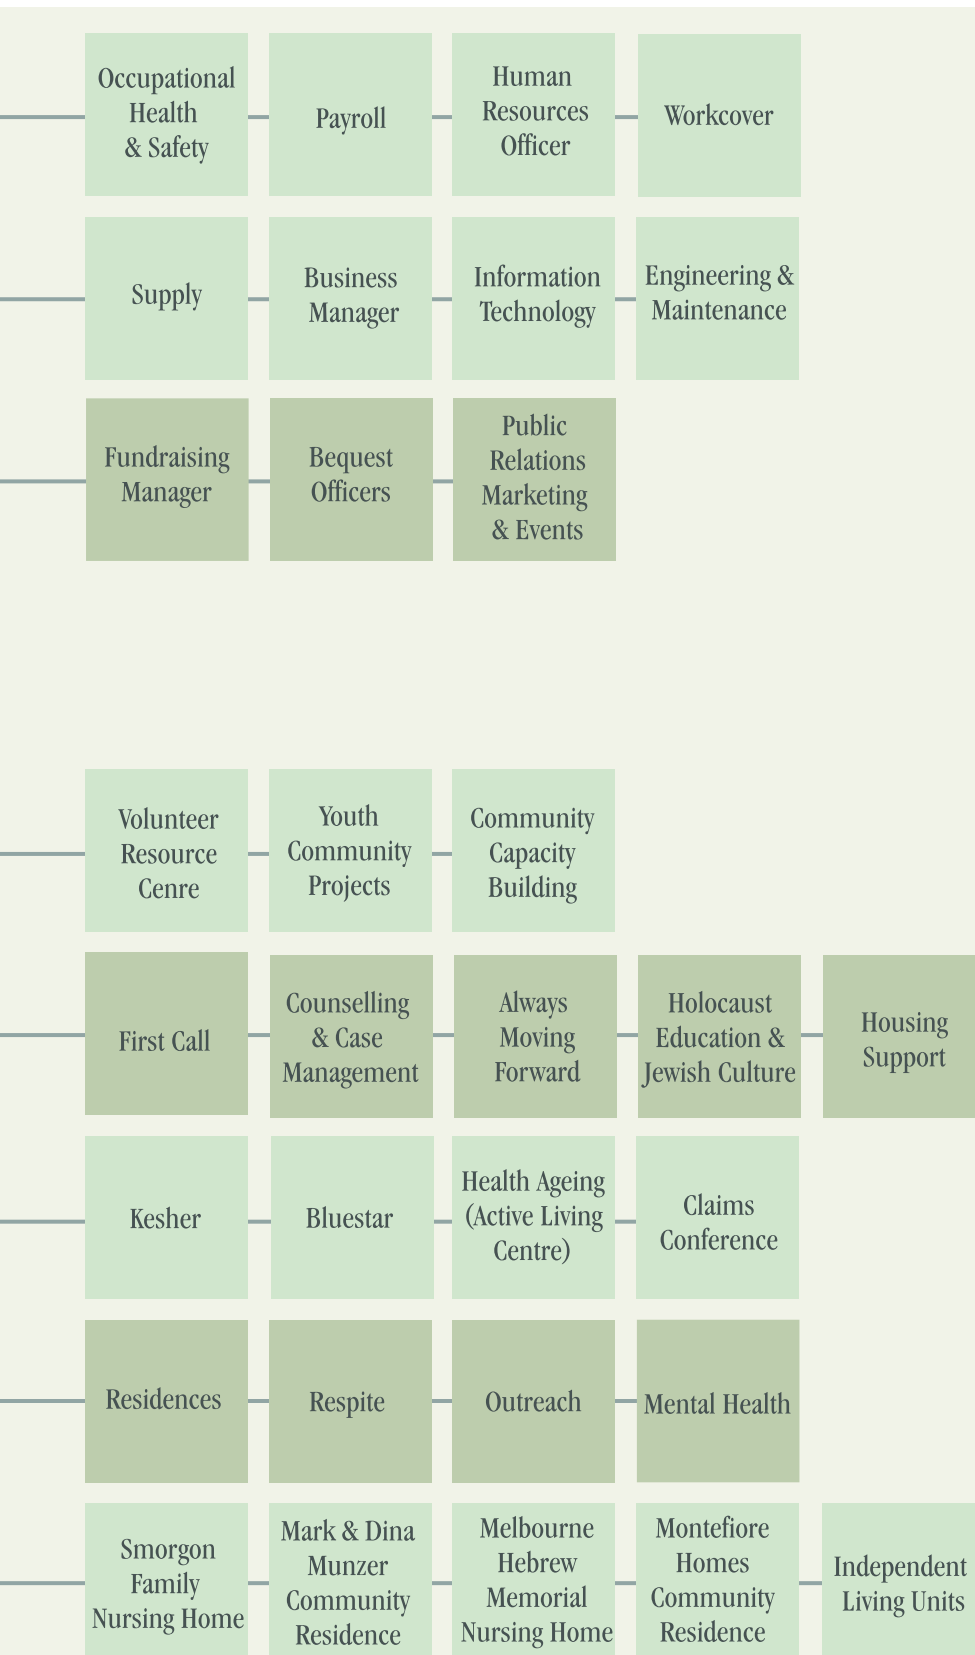 Occupational
Health
& Safety
Payroll
Human
Resources
Officer
Workcover
Supply
Business
Manager
Information
Technology
Engineering &
Maintenance
Fundraising
Manager
Bequest
Officers
Public
Relations
Marketing
& Events
Volunteer
Resource
Cenre
Youth
Community
Projects
Community
Capacity
Building
First Call
Counselling
& Case
Management
Always
Moving
Forward
Holocaust
Education &
Jewish Culture
Housing
Support
Kesher
Bluestar
Health Ageing
(Active Living
Centre)
Claims
Conference
Residences
Respite
Outreach
Mental Health
Smorgon
Family
Nursing Home
Mark & Dina
Munzer
Community
Residence
Melbourne
Hebrew
Memorial
Nursing Home
Montefiore
Homes
Community
Residence
Independent
Living Units